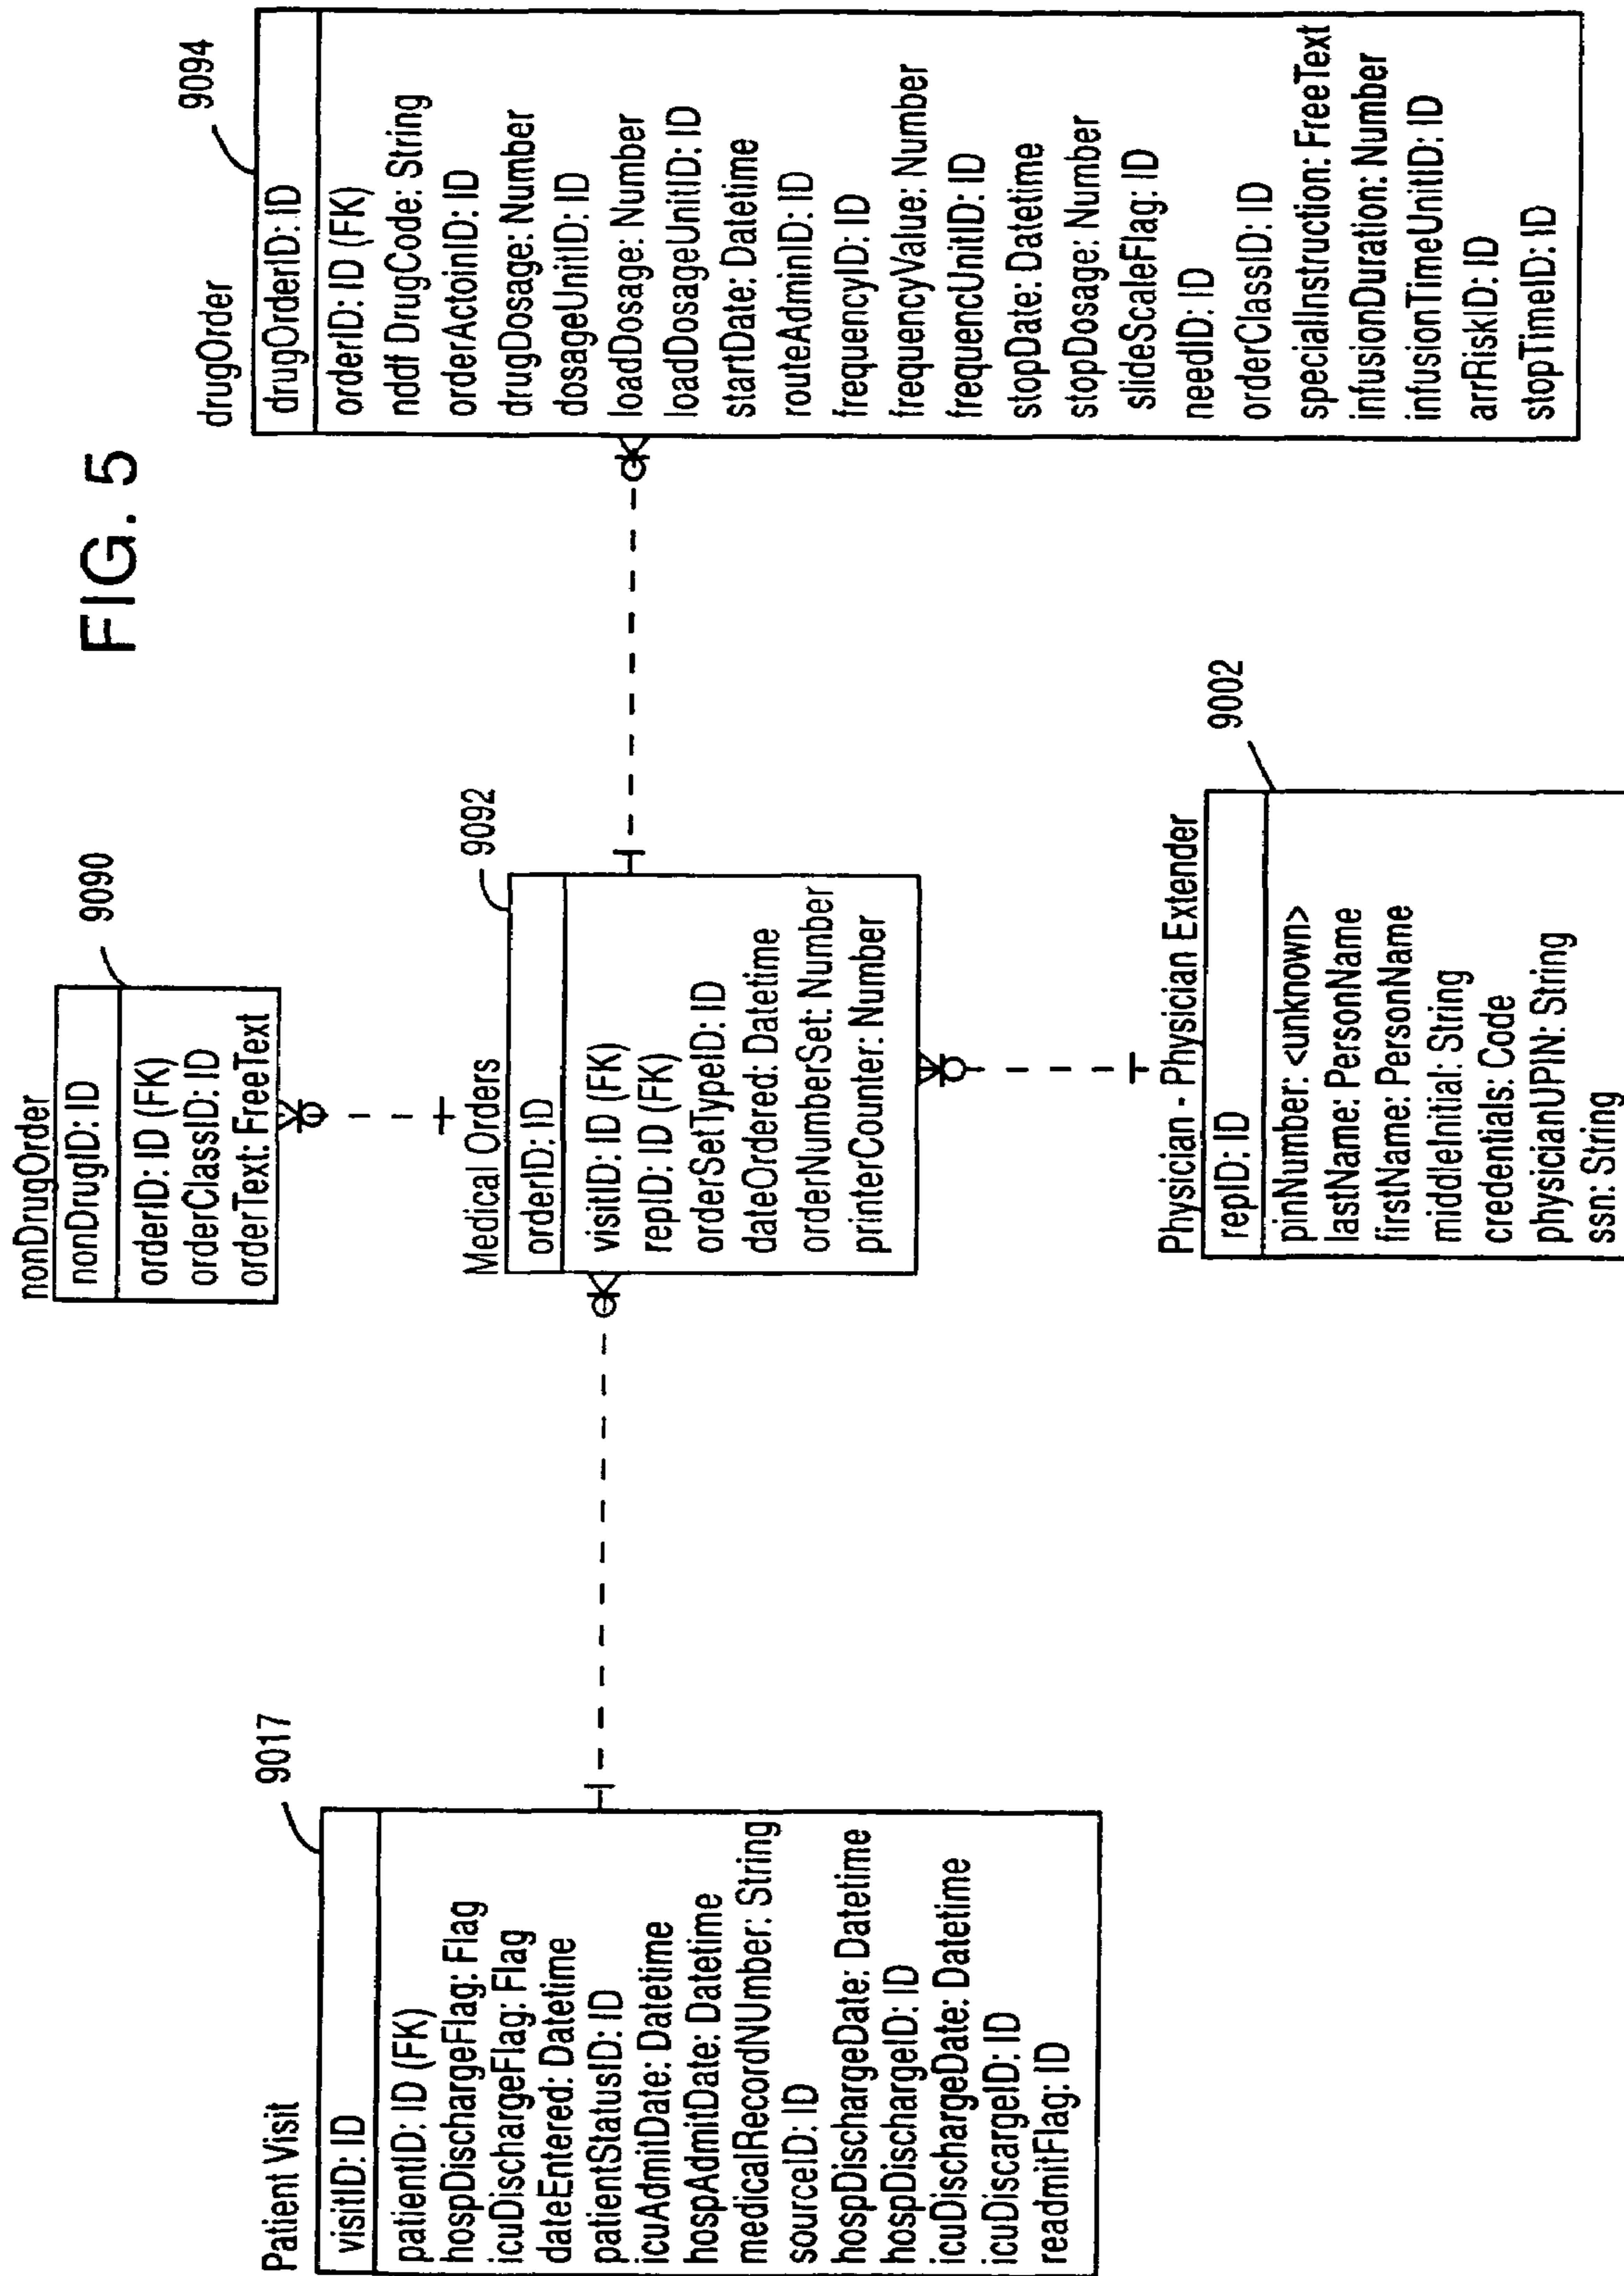 FIG. 5
nonDrugOrder
9090
nonDrugID: ID
orderID: ID (FK)
orderClassID: ID
orderText: FreeText
Patient Visit
9017
visitID: ID
patientID: ID (FK)
hospDischargeFlag: Flag
icuDischargeFlag: Flag
dateEntered: Datetime
patientStatusID: ID
icuAdmitDate: Datetime
hospAdmitDate: Datetime
medicalRecordNUmber: String
sourceID: ID
hospDischargeDate: Datetime
hospDischargeID: ID
icuDischargeDate: Datetime
icuDiscargeID: ID
readmitFlag: ID
Medical Orders
9092
orderID: ID
visitID: ID (FK)
repID: ID (FK)
orderSetTypeID: ID
dateOrdered: Datetime
orderNumberSet: Number
printerCounter: Number
drugOrder
9094
drugOrderID: ID
orderID: ID (FK)
nddf DrugCode: String
orderActoinID: ID
drugDosage: Number
dosageUnitID: ID
loadDosage: Number
loadDosageUnitID: ID
startDate: Datetime
routeAdminID: ID
frequencyID: ID
frequencyValue: Number
frequencUnitID: ID
stopDate: Datetime
stopDosage: Number
slideScaleFlag: ID
needID: ID
orderClassID: ID
specialInstruction: FreeText
infusionDuration: Number
infusionTimeUnitID: ID
arrRiskID: ID
stopTimeID: ID
Physician - Physician Extender
9002
repID: ID
pinNumber: <unknown>
lastName: PersonName
firstName: PersonName
middleInitial: String
credentials: Code
physicianUPIN: String
ssn: String